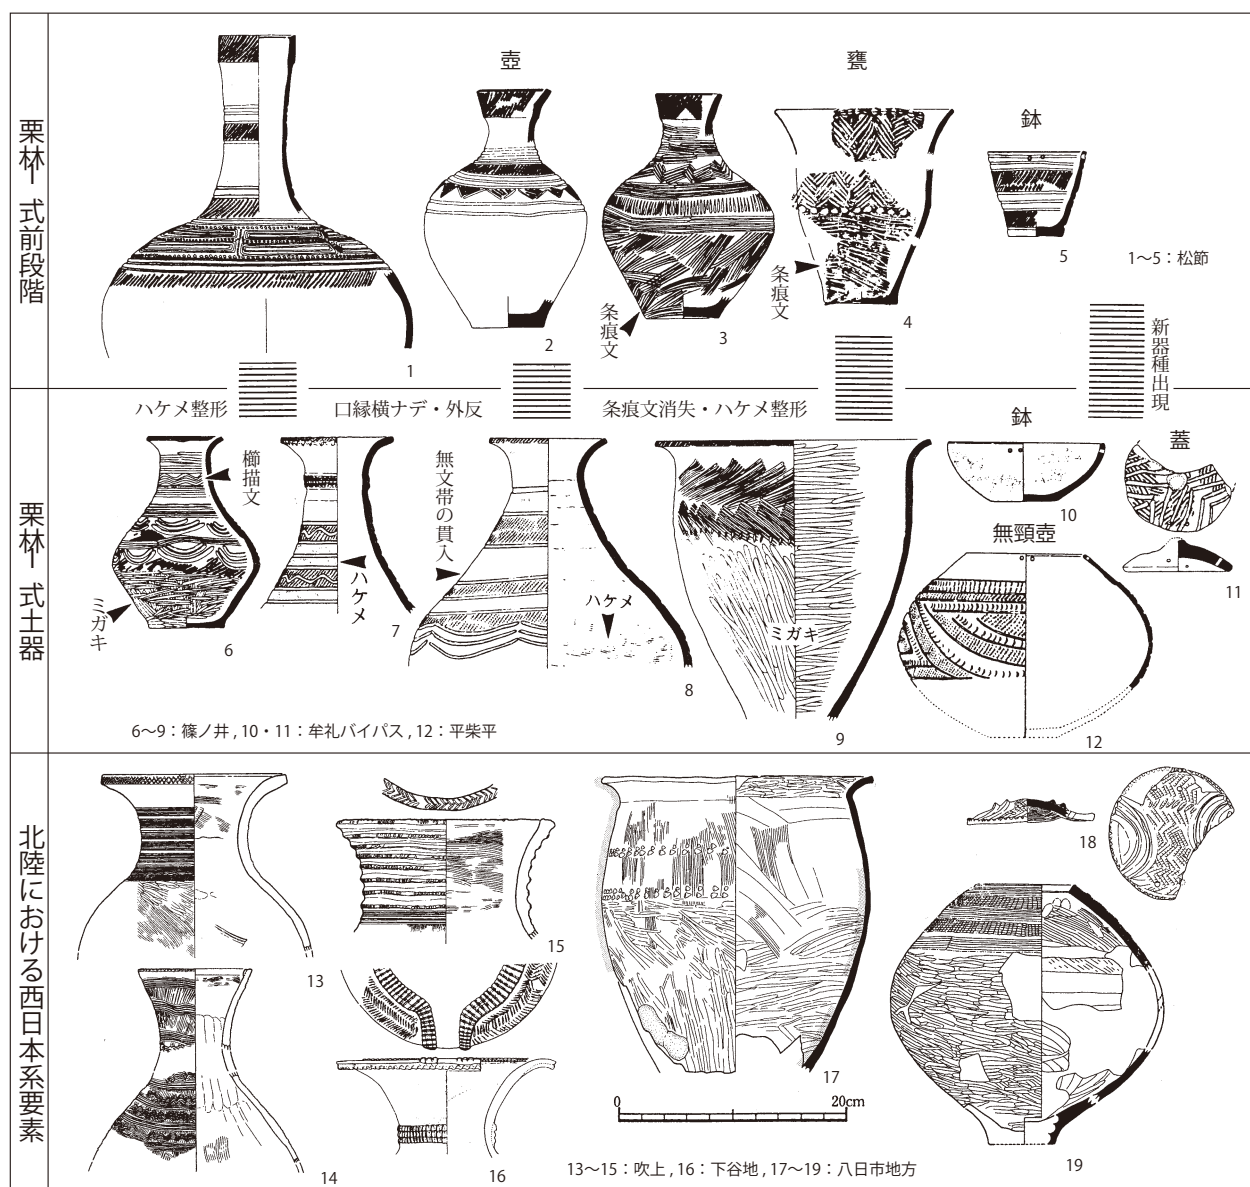 栗林Ⅰ式前段階
壺
甕
鉢
条痕文
条痕文
1
2
3
4
5
1～5：松節
新器種出現
栗林Ⅰ式土器
ハケメ整形
口縁横ナデ・外反
条痕文消失・ハケメ整形
鉢
蓋
無頸壺
櫛描文
ミガキ
ハケメ
無文帯の貫入
ハケメ
ミガキ
6
7
8
9
10
11
12
6～9：篠ノ井 , 10・11：牟礼バイパス , 12：平柴平
北陸における西日本系要素
13
14
15
16
17
18
19
0 20cm
13～15：吹上 , 16：下谷地 , 17～19：八日市地方